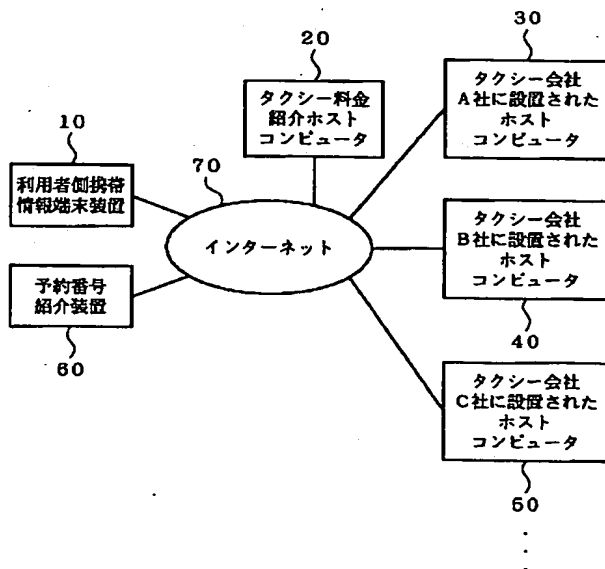 20
タクシー料金
紹介ホスト
コンピュータ
30
タクシー会社
A社に設置された
ホスト
コンピュータ
10
利用者側携帯
情報端末装置
70
インターネット
タクシー会社
B社に設置された
ホスト
コンピュータ
40
予約番号
紹介装置
60
タクシー会社
C社に設置された
ホスト
コンピュータ
50